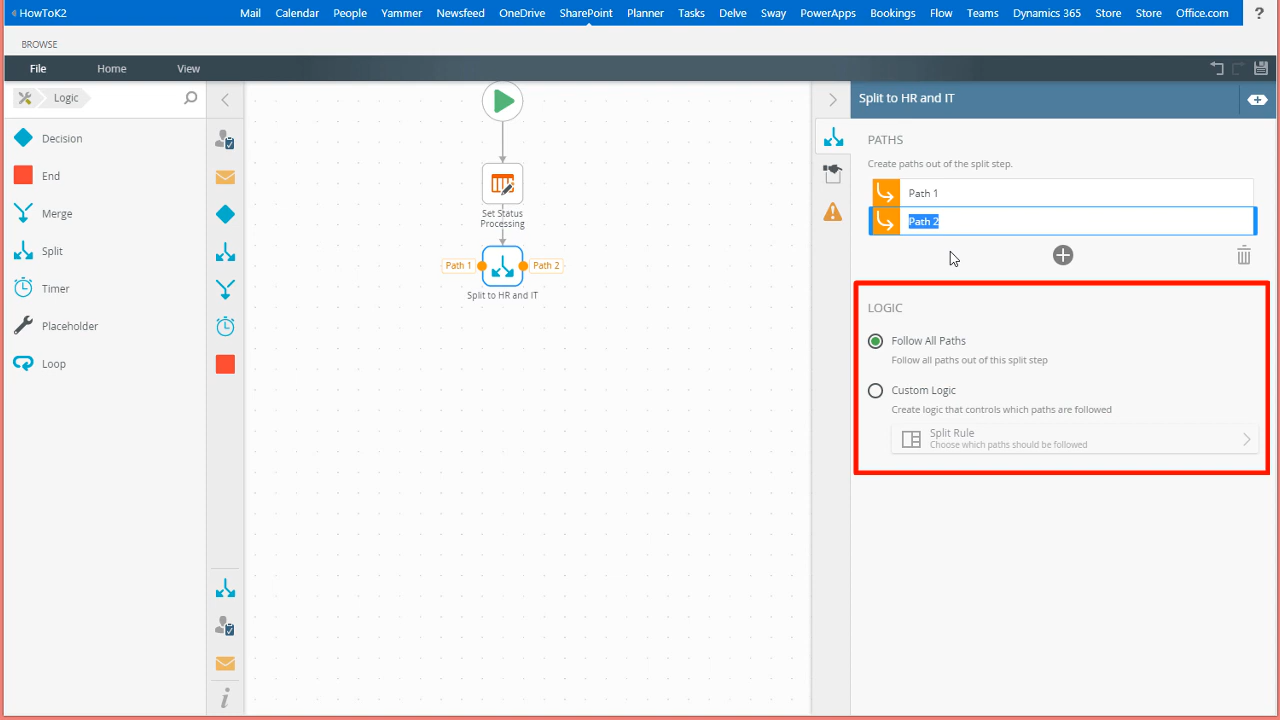 HowToK2
Mail Calendar People Yammer Newsfeed OneDrive SharePoint Planner Tasks Delve Sway PowerApps Bookings Flow Teams Dynamics 365 Store Store Office.com ?
BROWSE
File Home View
Logic
Decision
End
Merge
Split
Timer
Placeholder
Loop
Set Status
Processing
Path 1
Path 2
Split to HR and IT
Split to HR and IT
PATHS
Create paths out of the split step.
Path 1
Path 2
LOGIC
Follow All Paths
Follow all paths out of this split step
Custom Logic
Create logic that controls which paths are followed
Split Rule
Choose which paths should be followed